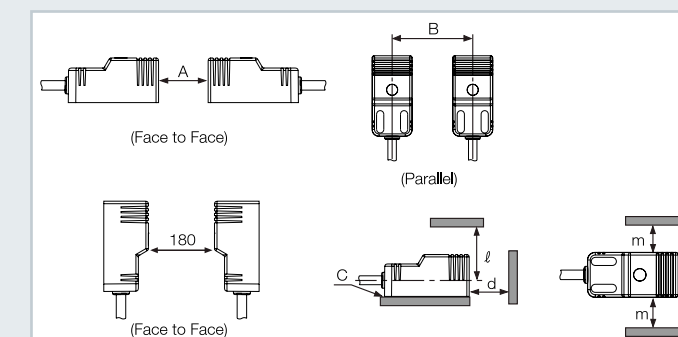 A
B
(Face to Face)
(Parallel)
180
(Face to Face)
C
ℓ
d
m
m